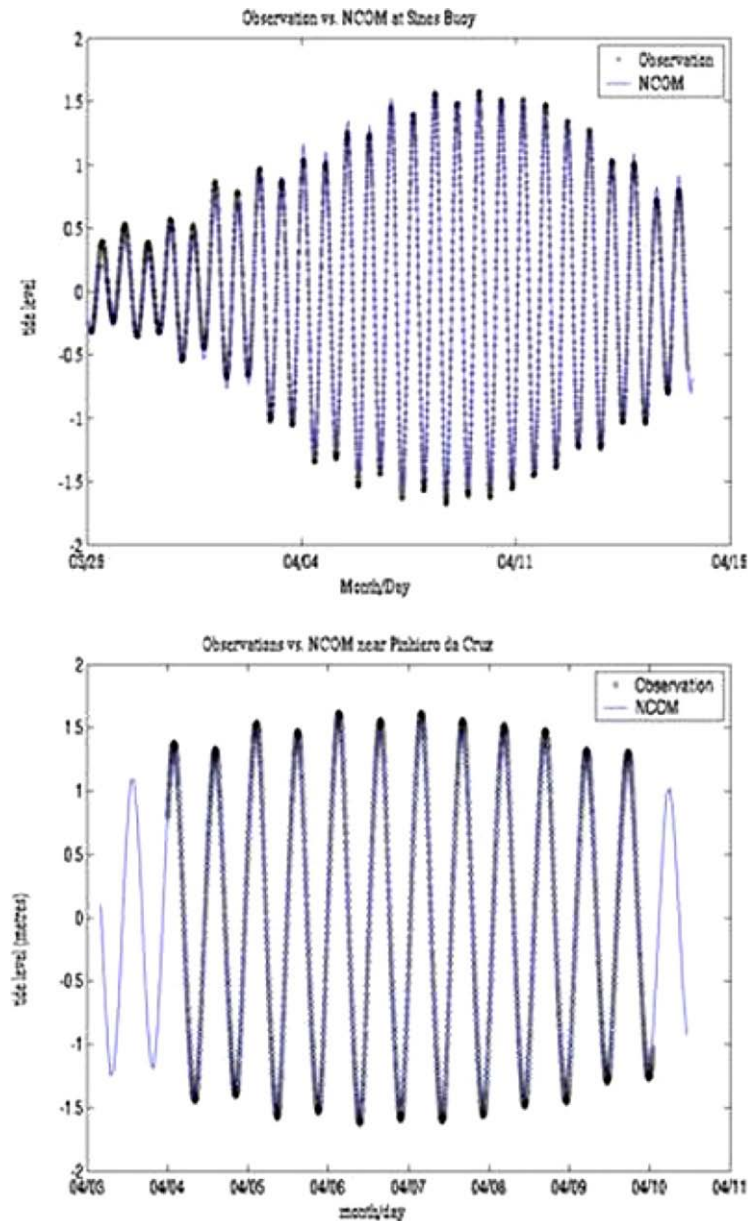 Observation vs. NCOM at Sines Buoy
Observation
NCOM
2
1.5
1
0.5
0
-0.5
-1
-1.5
-2
tide level
03/28 04/04 04/11 04/18
Month/Day
Observations vs. NCOM near Pinhiero da Cruz
Observation
NCOM
2
1.5
1
0.5
0
-0.5
-1
-1.5
-2
tide level (metres)
04/03 04/04 04/05 04/06 04/07 04/08 04/09 04/10 04/11
month/day